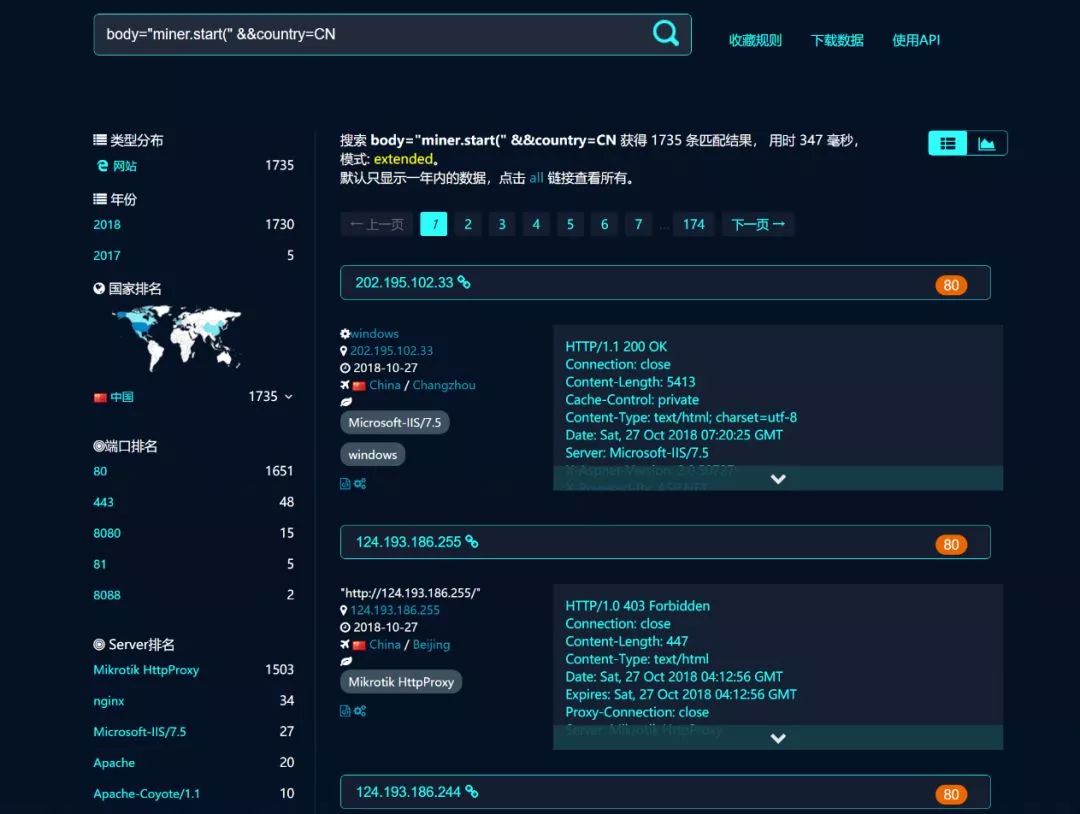 body="miner.start(" &&country=CN
收藏规则 下载数据 使用API
类型分布
网站 1735
年份
2018 1730
2017 5
国家排名
中国 1735
端口排名
80 1651
443 48
8080 15
81 5
8088 2
Server排名
Mikrotik HttpProxy 1503
nginx 34
Microsoft-IIS/7.5 27
Apache 20
Apache-Coyote/1.1 10
搜索 body="miner.start(" &&country=CN 获得 1735 条匹配结果， 用时 347 毫秒，
模式: extended。
默认只显示一年内的数据，点击 all 链接查看所有。
←上一页 1 2 3 4 5 6 7 ... 174 下一页→
202.195.102.33 80
windows
202.195.102.33
2018-10-27
China / Changzhou
Microsoft-IIS/7.5
windows
HTTP/1.1 200 OK
Connection: close
Content-Length: 5413
Cache-Control: private
Content-Type: text/html; charset=utf-8
Date: Sat, 27 Oct 2018 07:20:25 GMT
Server: Microsoft-IIS/7.5
X-Aspnet-Version: 2.0.50727
X-Powered-By: ASP.NET
124.193.186.255 80
"http://124.193.186.255/"
124.193.186.255
2018-10-27
China / Beijing
Mikrotik HttpProxy
HTTP/1.0 403 Forbidden
Connection: close
Content-Length: 447
Content-Type: text/html
Date: Sat, 27 Oct 2018 04:12:56 GMT
Expires: Sat, 27 Oct 2018 04:12:56 GMT
Proxy-Connection: close
Server: Mikrotik HttpProxy
124.193.186.244 80